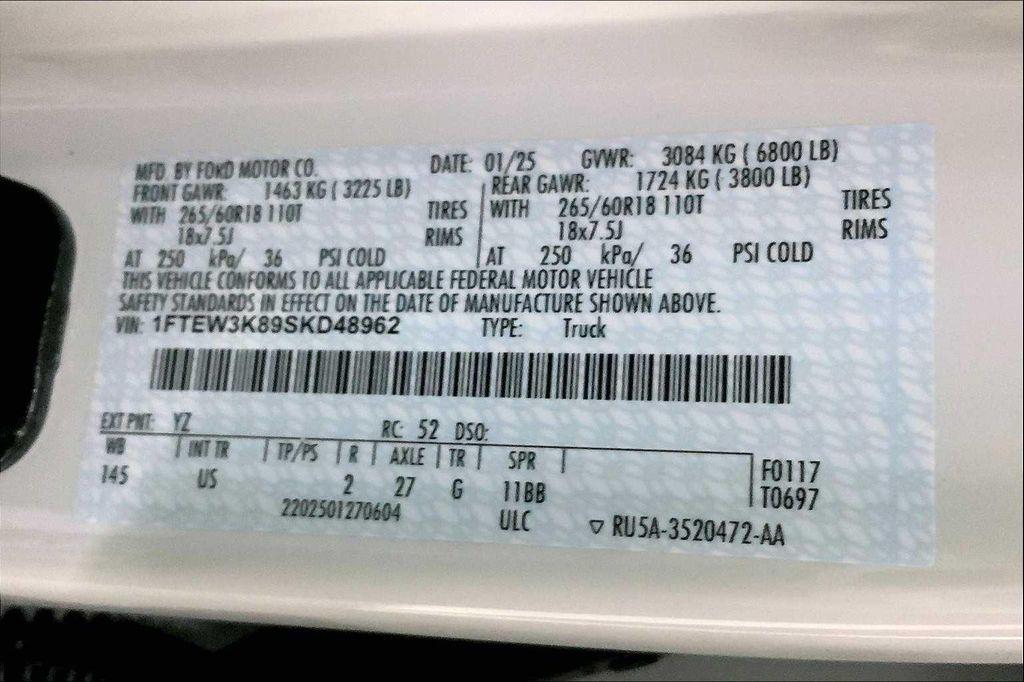 MFD. BY FORD MOTOR CO. DATE: 01/25 GVWR: 3084 KG ( 6800 LB)
FRONT GAWR: 1463 KG ( 3225 LB) REAR GAWR: 1724 KG ( 3800 LB)
WITH 265/60R18 110T TIRES WITH 265/60R18 110T TIRES
18x7.5J RIMS 18x7.5J RIMS
AT 250 kPa/ 36 PSI COLD AT 250 kPa/ 36 PSI COLD
THIS VEHICLE CONFORMS TO ALL APPLICABLE FEDERAL MOTOR VEHICLE
SAFETY STANDARDS IN EFFECT ON THE DATE OF MANUFACTURE SHOWN ABOVE.
VIN: 1FTEW3K89SKD48962 TYPE: Truck
EXT PNT: YZ RC: 52 DSO:
WB INT TR TP/PS R AXLE TR SPR F0117
145 US 2 27 G 11BB T0697
2202501270604 ULC ▽ RU5A-3520472-AA